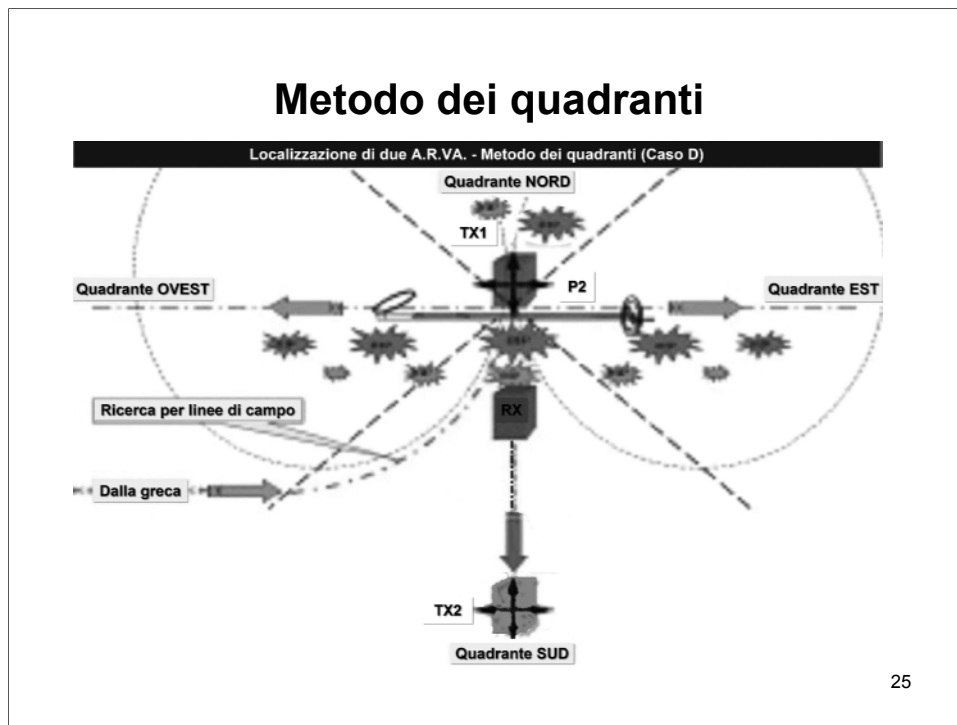 Metodo dei quadranti
Localizzazione di due A.R.VA. - Metodo dei quadranti (Caso D)
Quadrante NORD
TX1
P2
Quadrante OVEST
Quadrante EST
Ricerca per linee di campo
RX
Dalla greca
TX2
Quadrante SUD
25